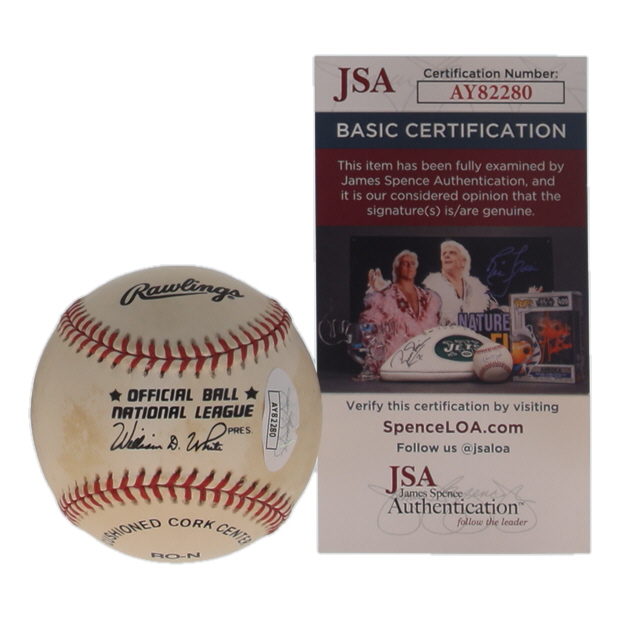 Rawlings
★ OFFICIAL BALL ★
NATIONAL LEAGUE
William D. White PRES.
AY82280
CUSHIONED CORK CENTER
RO-N
JSA
Certification Number:
AY82280
BASIC CERTIFICATION
This item has been fully examined by
James Spence Authentication, and
it is our considered opinion that the
signature(s) is/are genuine.
NATURE
JETS
Verify this certification by visiting
SpenceLOA.com
Follow us @jsaloa
JSA
James Spence
Authentication™
follow the leader